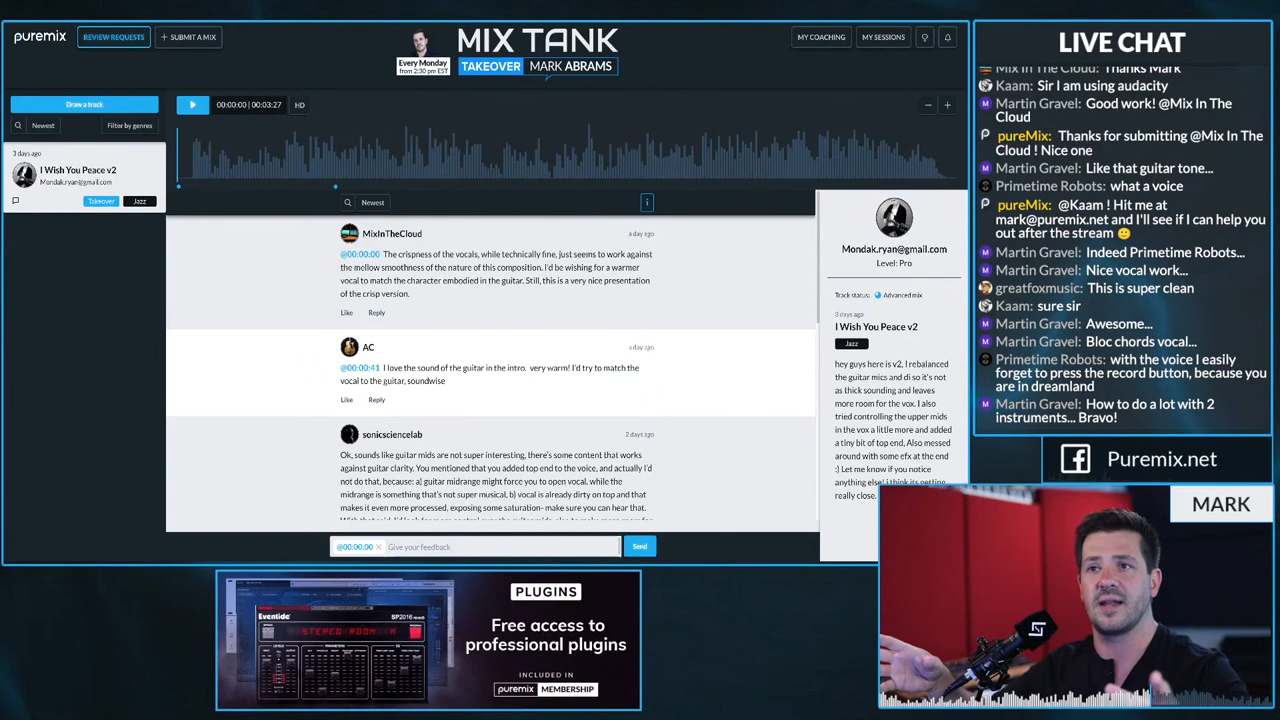 puremix
REVIEW REQUESTS
+ SUBMIT A MIX
Every Monday
from 2:30 pm EST
MIX TANK
TAKEOVER MARK ABRAMS
MY COACHING
MY SESSIONS
Draw a track
Newest
Filter by genres
3 days ago
I Wish You Peace v2
Mondak.ryan@gmail.com
Takeover
Jazz
00:00:00 | 00:03:27
HD
Newest
i
MixInTheCloud
a day ago
@00:00:00 The crispness of the vocals, while technically fine, just seems to work against
the mellow smoothness of the nature of this composition. I'd be wishing for a warmer
vocal to match the character embodied in the guitar. Still, this is a very nice presentation
of the crisp version.
Like Reply
AC
a day ago
@00:00:41 I love the sound of the guitar in the intro. very warm! I'd try to match the
vocal to the guitar, soundwise
Like Reply
sonicsciencelab
2 days ago
Ok, sounds like guitar mids are not super interesting, there's some content that works
against guitar clarity. You mentioned that you added top end to the voice, and actually I'd
not do that, because: a) guitar midrange might force you to open vocal, while the
midrange is something that's not super musical, b) vocal is already dirty on top and that
makes it even more processed, exposing some saturation- make sure you can hear that.
@00:00:00 × Give your feedback
Send
Mondak.ryan@gmail.com
Level: Pro
Track status: Advanced mix
3 days ago
I Wish You Peace v2
Jazz
hey guys here is v2, I rebalanced
the guitar mics and di so it's not
as thick sounding and leaves
more room for the vox. I also
tried controlling the upper mids
in the vox a little more and added
a tiny bit of top end, Also messed
around with some efx at the end
:) Let me know if you notice
anything else! i think its getting
really close.
LIVE CHAT
Mix In The Cloud: Thanks Mark
Kaam: Sir I am using audacity
Martin Gravel: Good work! @Mix In The
Cloud
pureMix: Thanks for submitting @Mix In The
Cloud ! Nice one
Martin Gravel: Like that guitar tone...
Primetime Robots: what a voice
pureMix: @Kaam ! Hit me at
mark@puremix.net and I'll see if I can help you
out after the stream 🙂
Martin Gravel: Indeed Primetime Robots...
Martin Gravel: Nice vocal work...
greatfoxmusic: This is super clean
Kaam: sure sir
Martin Gravel: Awesome...
Martin Gravel: Bloc chords vocal...
Primetime Robots: with the voice I easily
forget to press the record button, because you
are in dreamland
Martin Gravel: How to do a lot with 2
instruments... Bravo!
Puremix.net
MARK
Eventide
SP2016 reverb
STEREO ROOM M
PLUGINS
Free access to
professional plugins
INCLUDED IN
puremix MEMBERSHIP